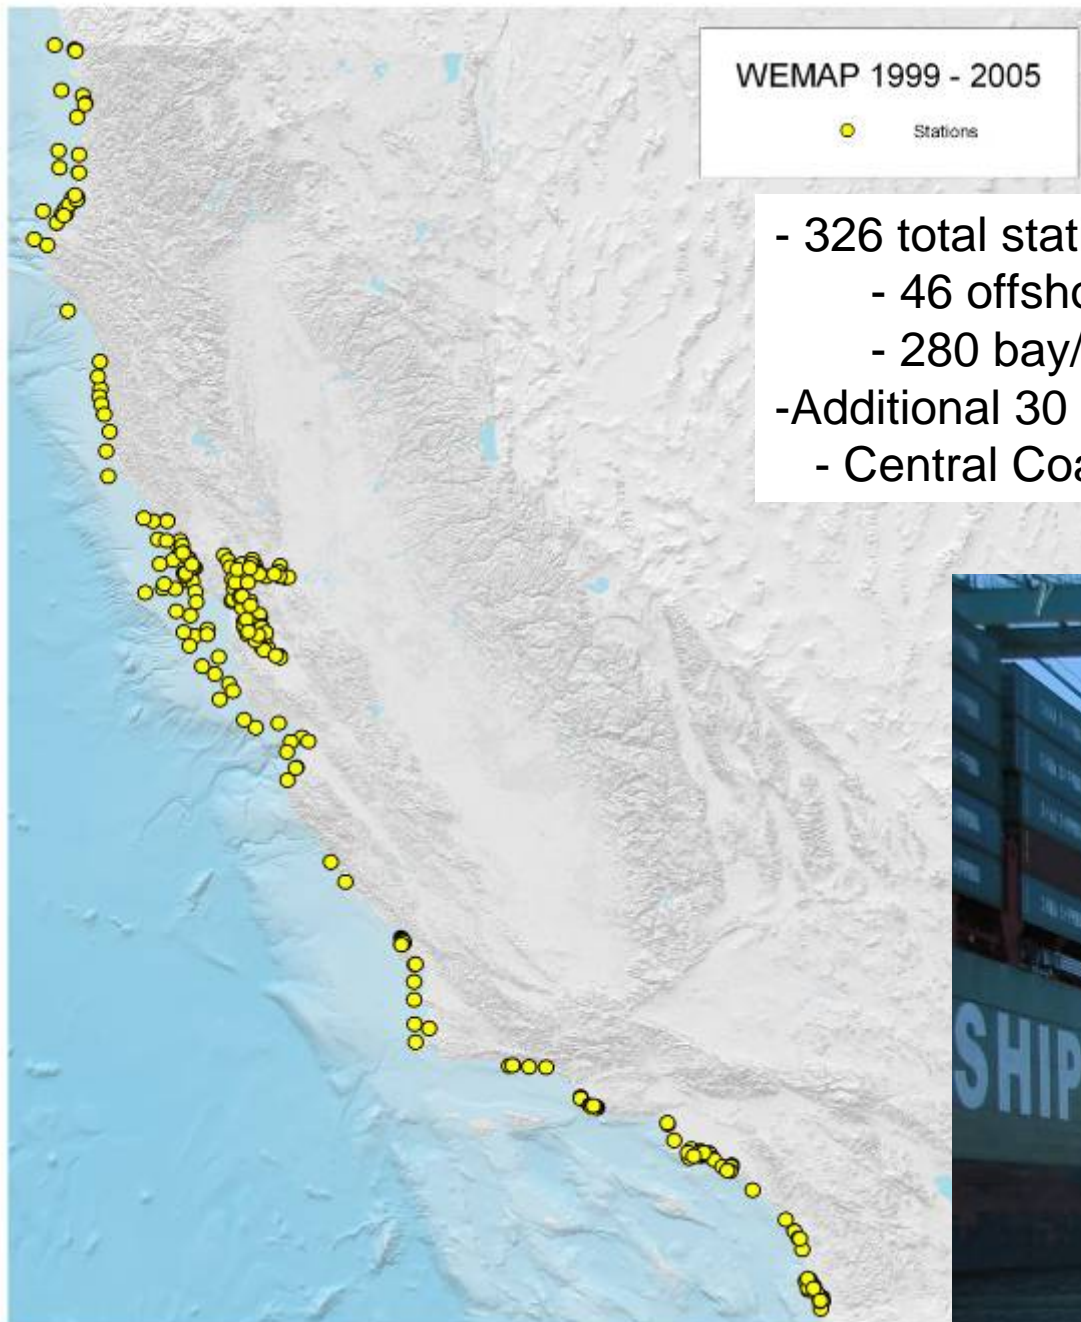 WEMAP 1999 - 2005
Stations
- 326 total stat
- 46 offsho
- 280 bay/
-Additional 30
- Central Coa
SHIP